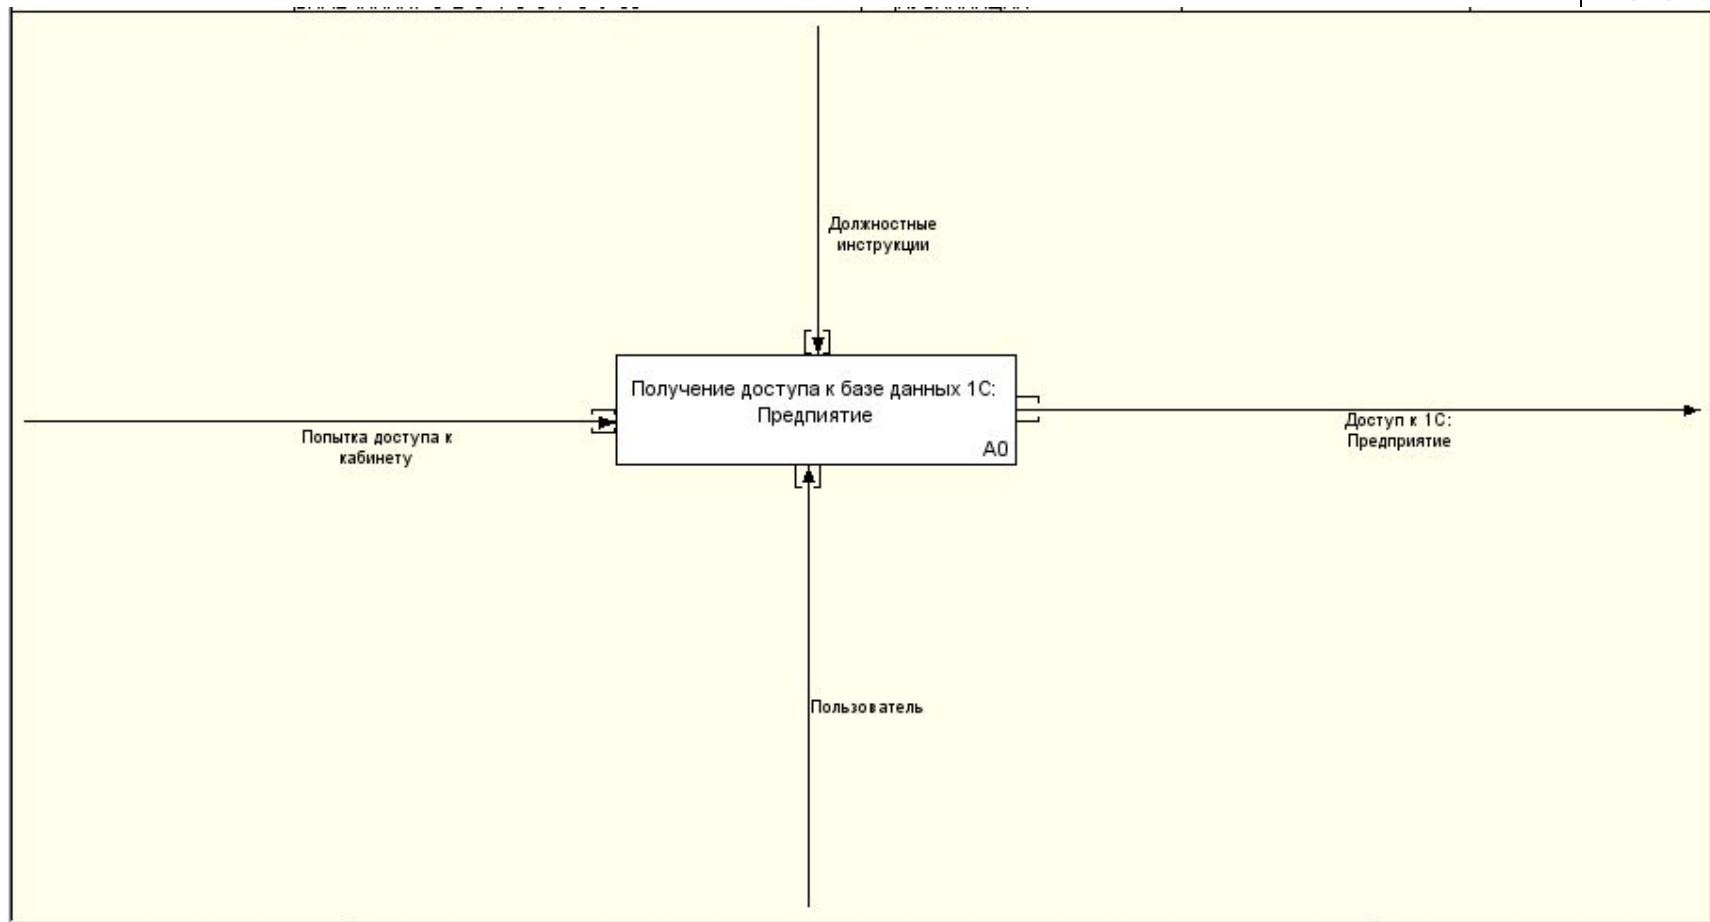 Должностные
инструкции
Получение доступа к базе данных 1С:
Предпиятие
A0
Попытка доступа к
кабинету
Доступ к 1С:
Предприятие
Пользователь